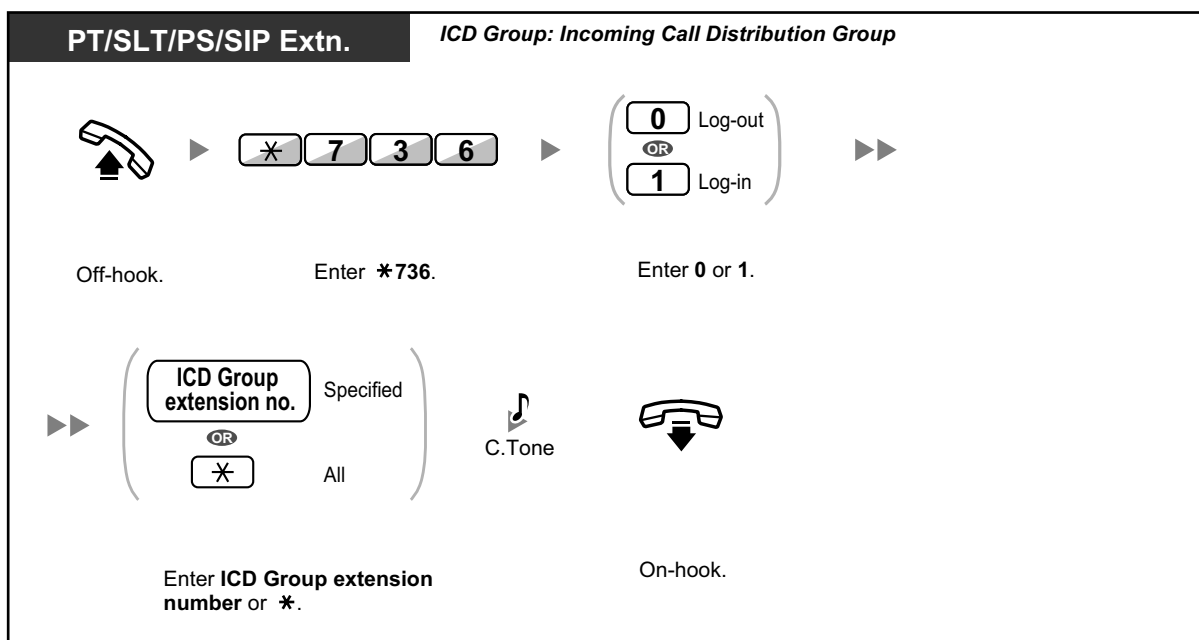 PT/SLT/PS/SIP Extn.
ICD Group: Incoming Call Distribution Group
* 7 3 6
0 Log-out
OR
1 Log-in
Off-hook.
Enter *736.
Enter 0 or 1.
ICD Group
extension no.
Specified
OR
* All
C.Tone
Enter ICD Group extension
number or *.
On-hook.